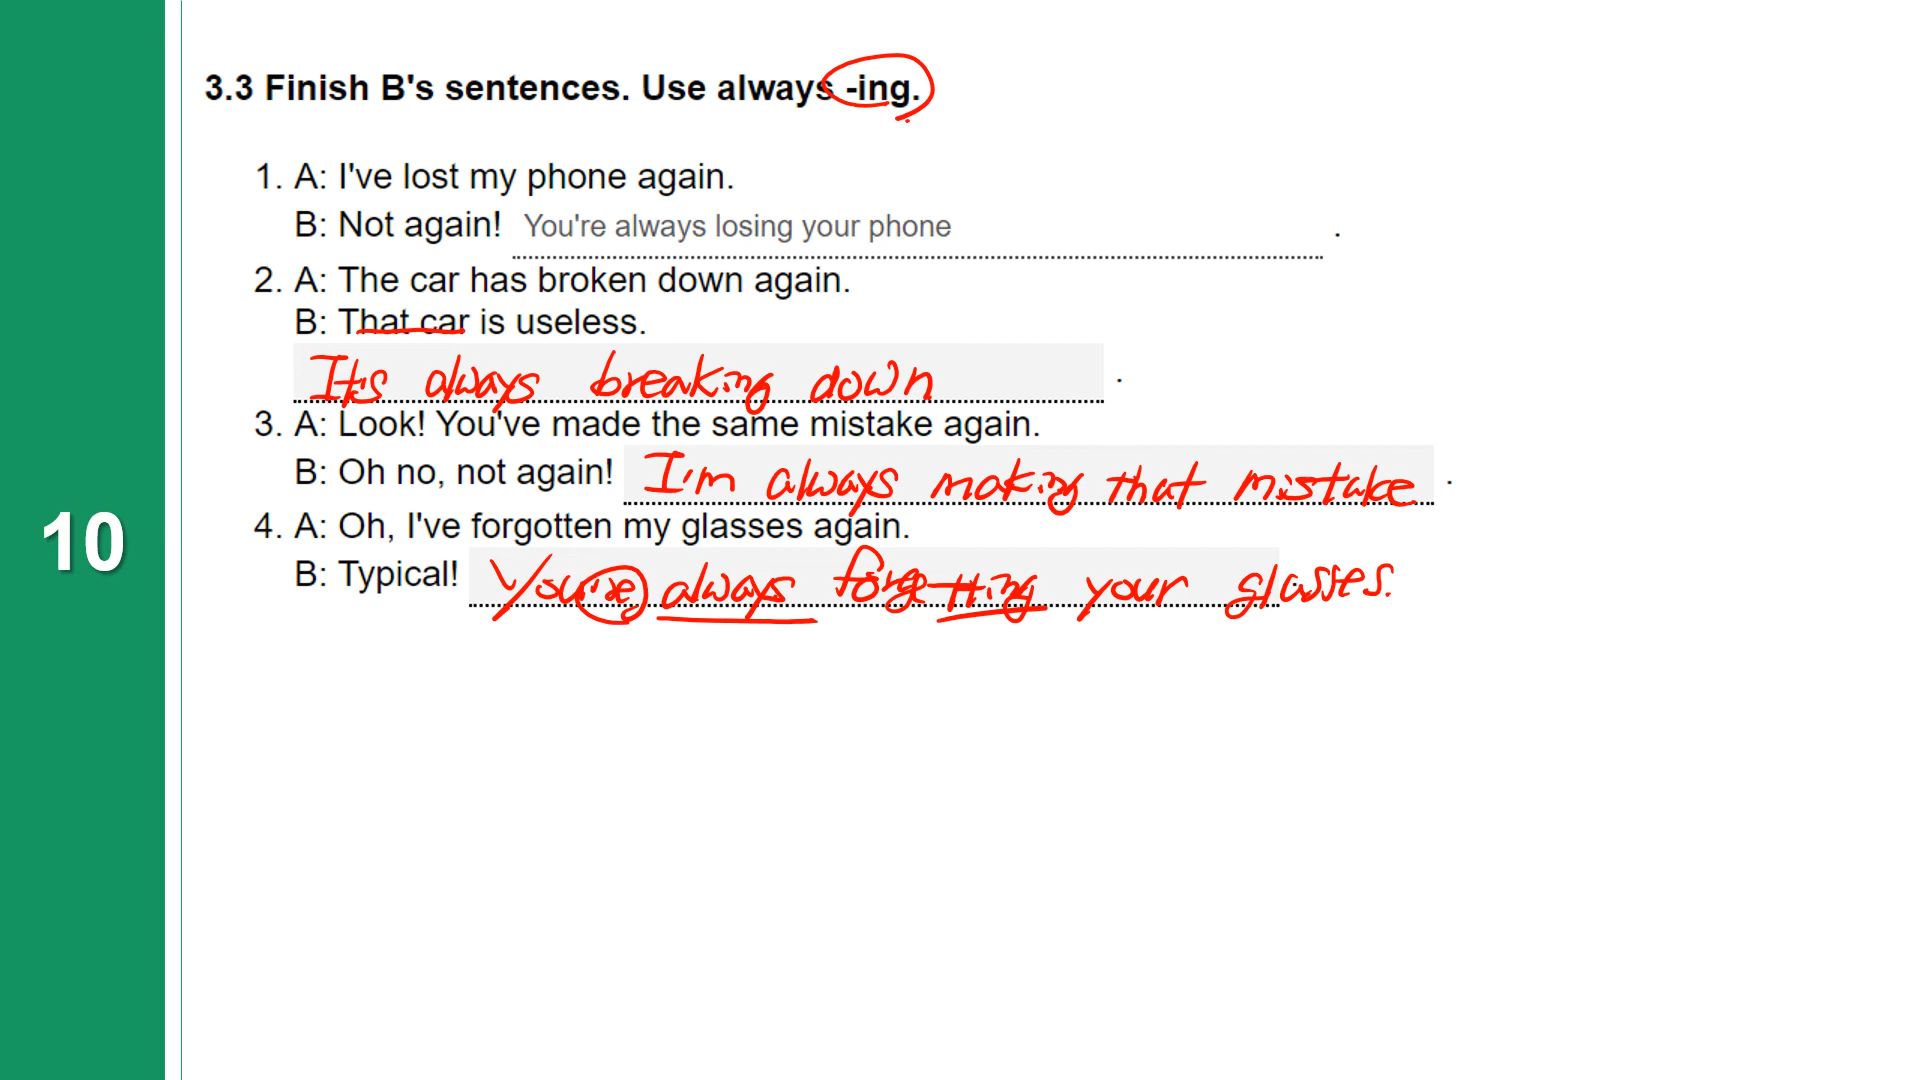 3.3 Finish B's sentences. Use always -ing.
1. A: I've lost my phone again.
B: Not again! You're always losing your phone .
2. A: The car has broken down again.
B: That car is useless.
It's always breaking down .
3. A: Look! You've made the same mistake again.
B: Oh no, not again! I'm always making that mistake .
4. A: Oh, I've forgotten my glasses again.
B: Typical! You're always forgetting your glasses.
10